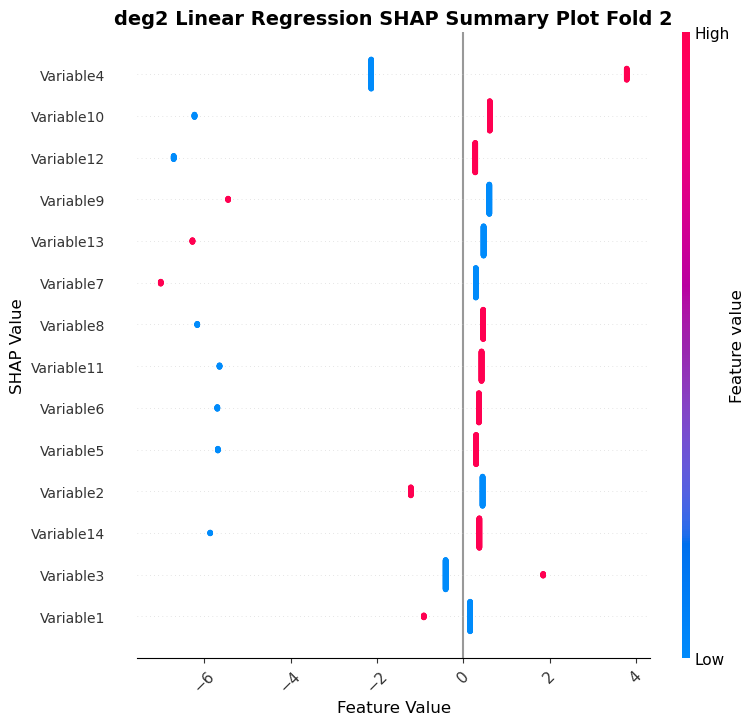 deg2 Linear Regression SHAP Summary Plot Fold 2
High
Variable4
Variable10
Variable12
Variable9
Variable13
Variable7
Variable8
Variable11
Variable6
Variable5
Variable2
Variable14
Variable3
Variable1
SHAP Value
Feature value
Low
−6
−4
−2
0
2
4
Feature Value